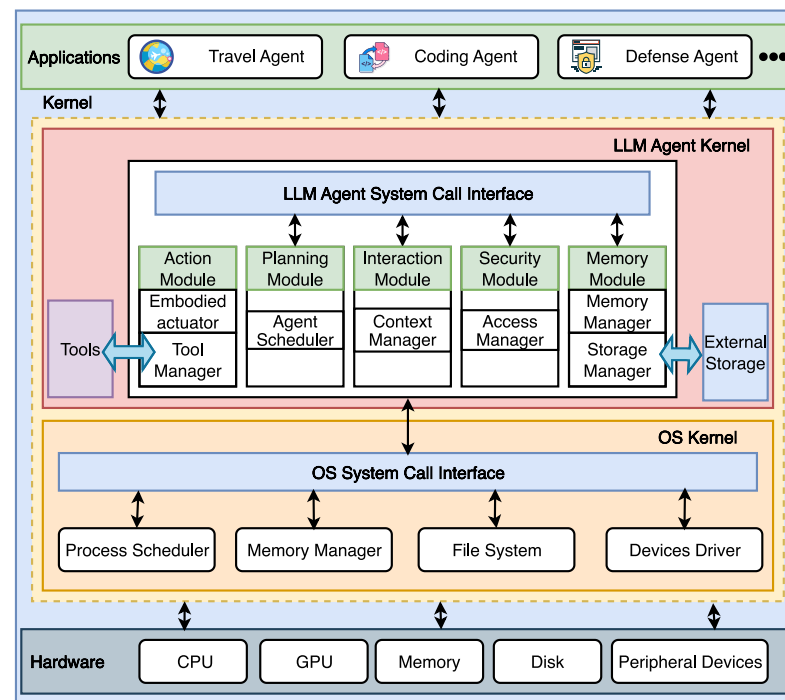 Applications
Travel Agent
Coding Agent
Defense Agent
Kernel
LLM Agent Kernel
LLM Agent System Call Interface
Action
Module
Planning
Module
Interaction
Module
Security
Module
Memory
Module
Embodied
actuator
Tool
Manager
Agent
Scheduler
Context
Manager
Access
Manager
Memory
Manager
Storage
Manager
Tools
External
Storage
OS Kernel
OS System Call Interface
Process Scheduler
Memory Manager
File System
Devices Driver
Hardware
CPU
GPU
Memory
Disk
Peripheral Devices